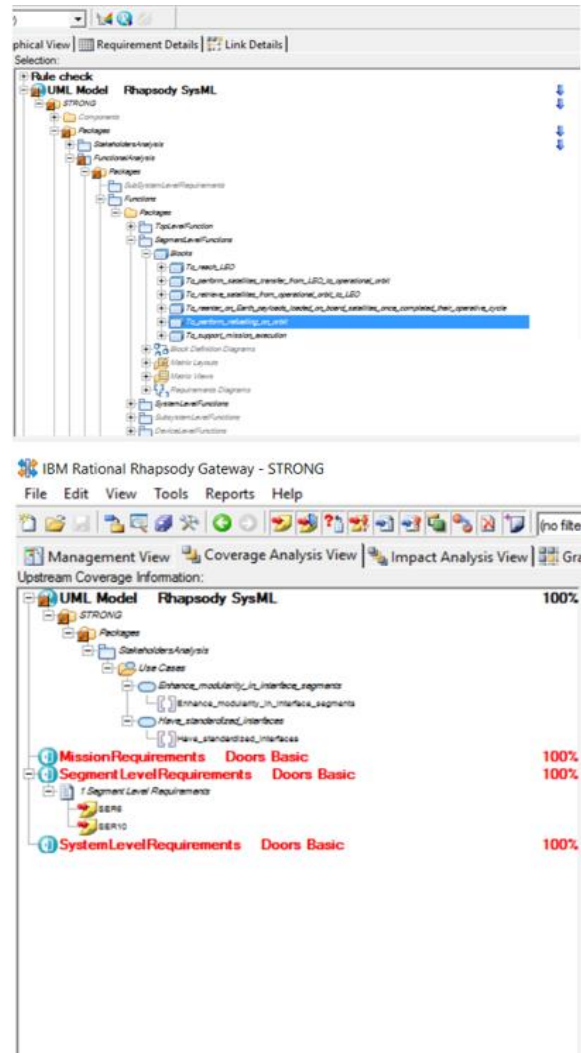 phical View Requirement Details Link Details
Selection:
Rule check
UML Model Rhapsody SysML
STRONG
Components
Packages
StakeholdersAnalysis
FunctionalAnalysis
Packages
SubSystemLevelRequirements
Functions
Packages
TopLevelFunction
SegmentLevelFunctions
Blocks
To_reach_LEO
To_perform_satellites_transfer_from_LEO_to_operational_orbit
To_retrieve_satellites_from_operational_orbit_to_LEO
To_reenter_on_Earth_payloads_loaded_on_board_satellites_once_completed_their_operative_cycle
To_perform_refueling_on_orbit
To_support_mission_execution
Block Definition Diagrams
Matrix Layouts
Matrix Views
Requirements Diagrams
SystemLevelFunctions
SubsystemLevelFunctions
DeviceLevelFunctions
IBM Rational Rhapsody Gateway - STRONG
File Edit View Tools Reports Help
(no filte
Management View Coverage Analysis View Impact Analysis View Gra
Upstream Coverage Information:
UML Model Rhapsody SysML 100%
STRONG
Packages
StakeholdersAnalysis
Use Cases
Enhance_modularity_in_interface_segments
Enhance_modularity_in_interface_segments
Have_standardized_interfaces
Have_standardized_interfaces
MissionRequirements Doors Basic 100%
SegmentLevelRequirements Doors Basic 100%
1 Segment Level Requirements
SER10
SystemLevelRequirements Doors Basic 100%